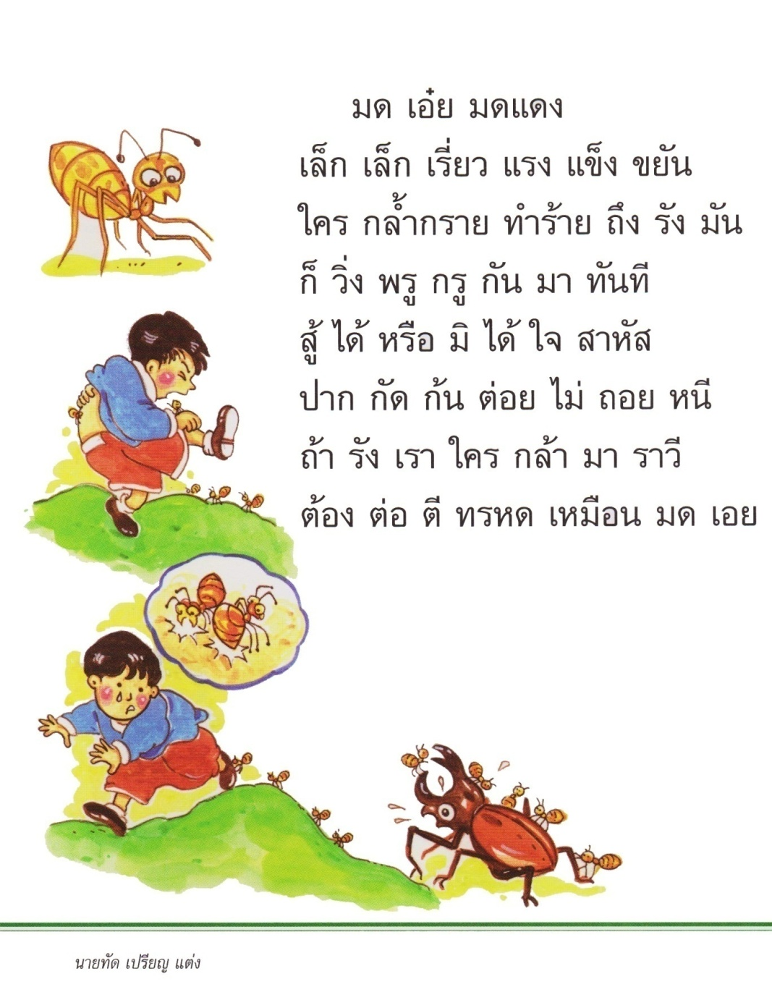 มด เอ๋ย มดแดง
เล็ก เล็ก เรี่ยว แรง แข็ง ขยัน
ใคร กล้ำกราย ทำร้าย ถึง รัง มัน
ก็ วิ่ง พรู กรู กัน มา ทันที
สู้ ได้ หรือ มิ ได้ ใจ สาหัส
ปาก กัด ก้น ต่อย ไม่ ถอย หนี
ถ้า รัง เรา ใคร กล้า มา ราวี
ต้อง ต่อ ตี ทรหด เหมือน มด เอย
นายทัด เปรียญ แต่ง